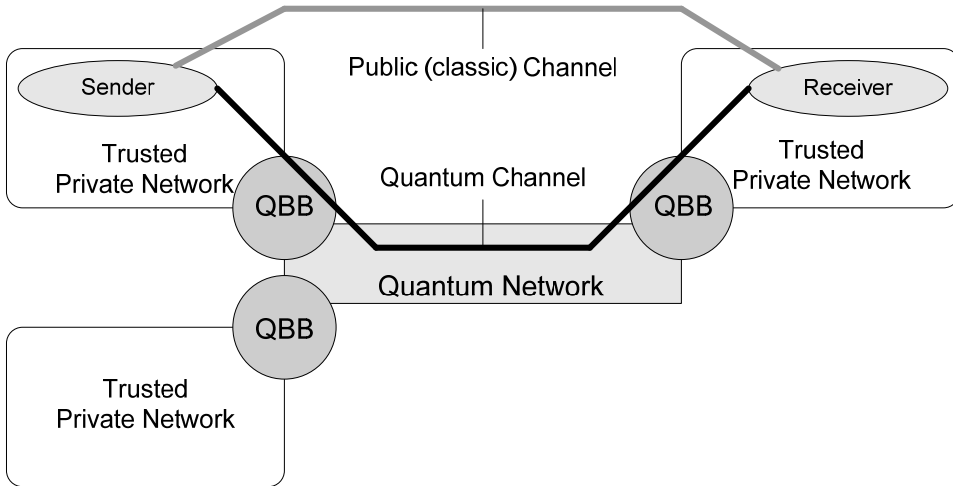 Public (classic) Channel
Sender
Receiver
Trusted
Private Network
Trusted
Private Network
Quantum Channel
QBB
QBB
Quantum Network
QBB
Trusted
Private Network